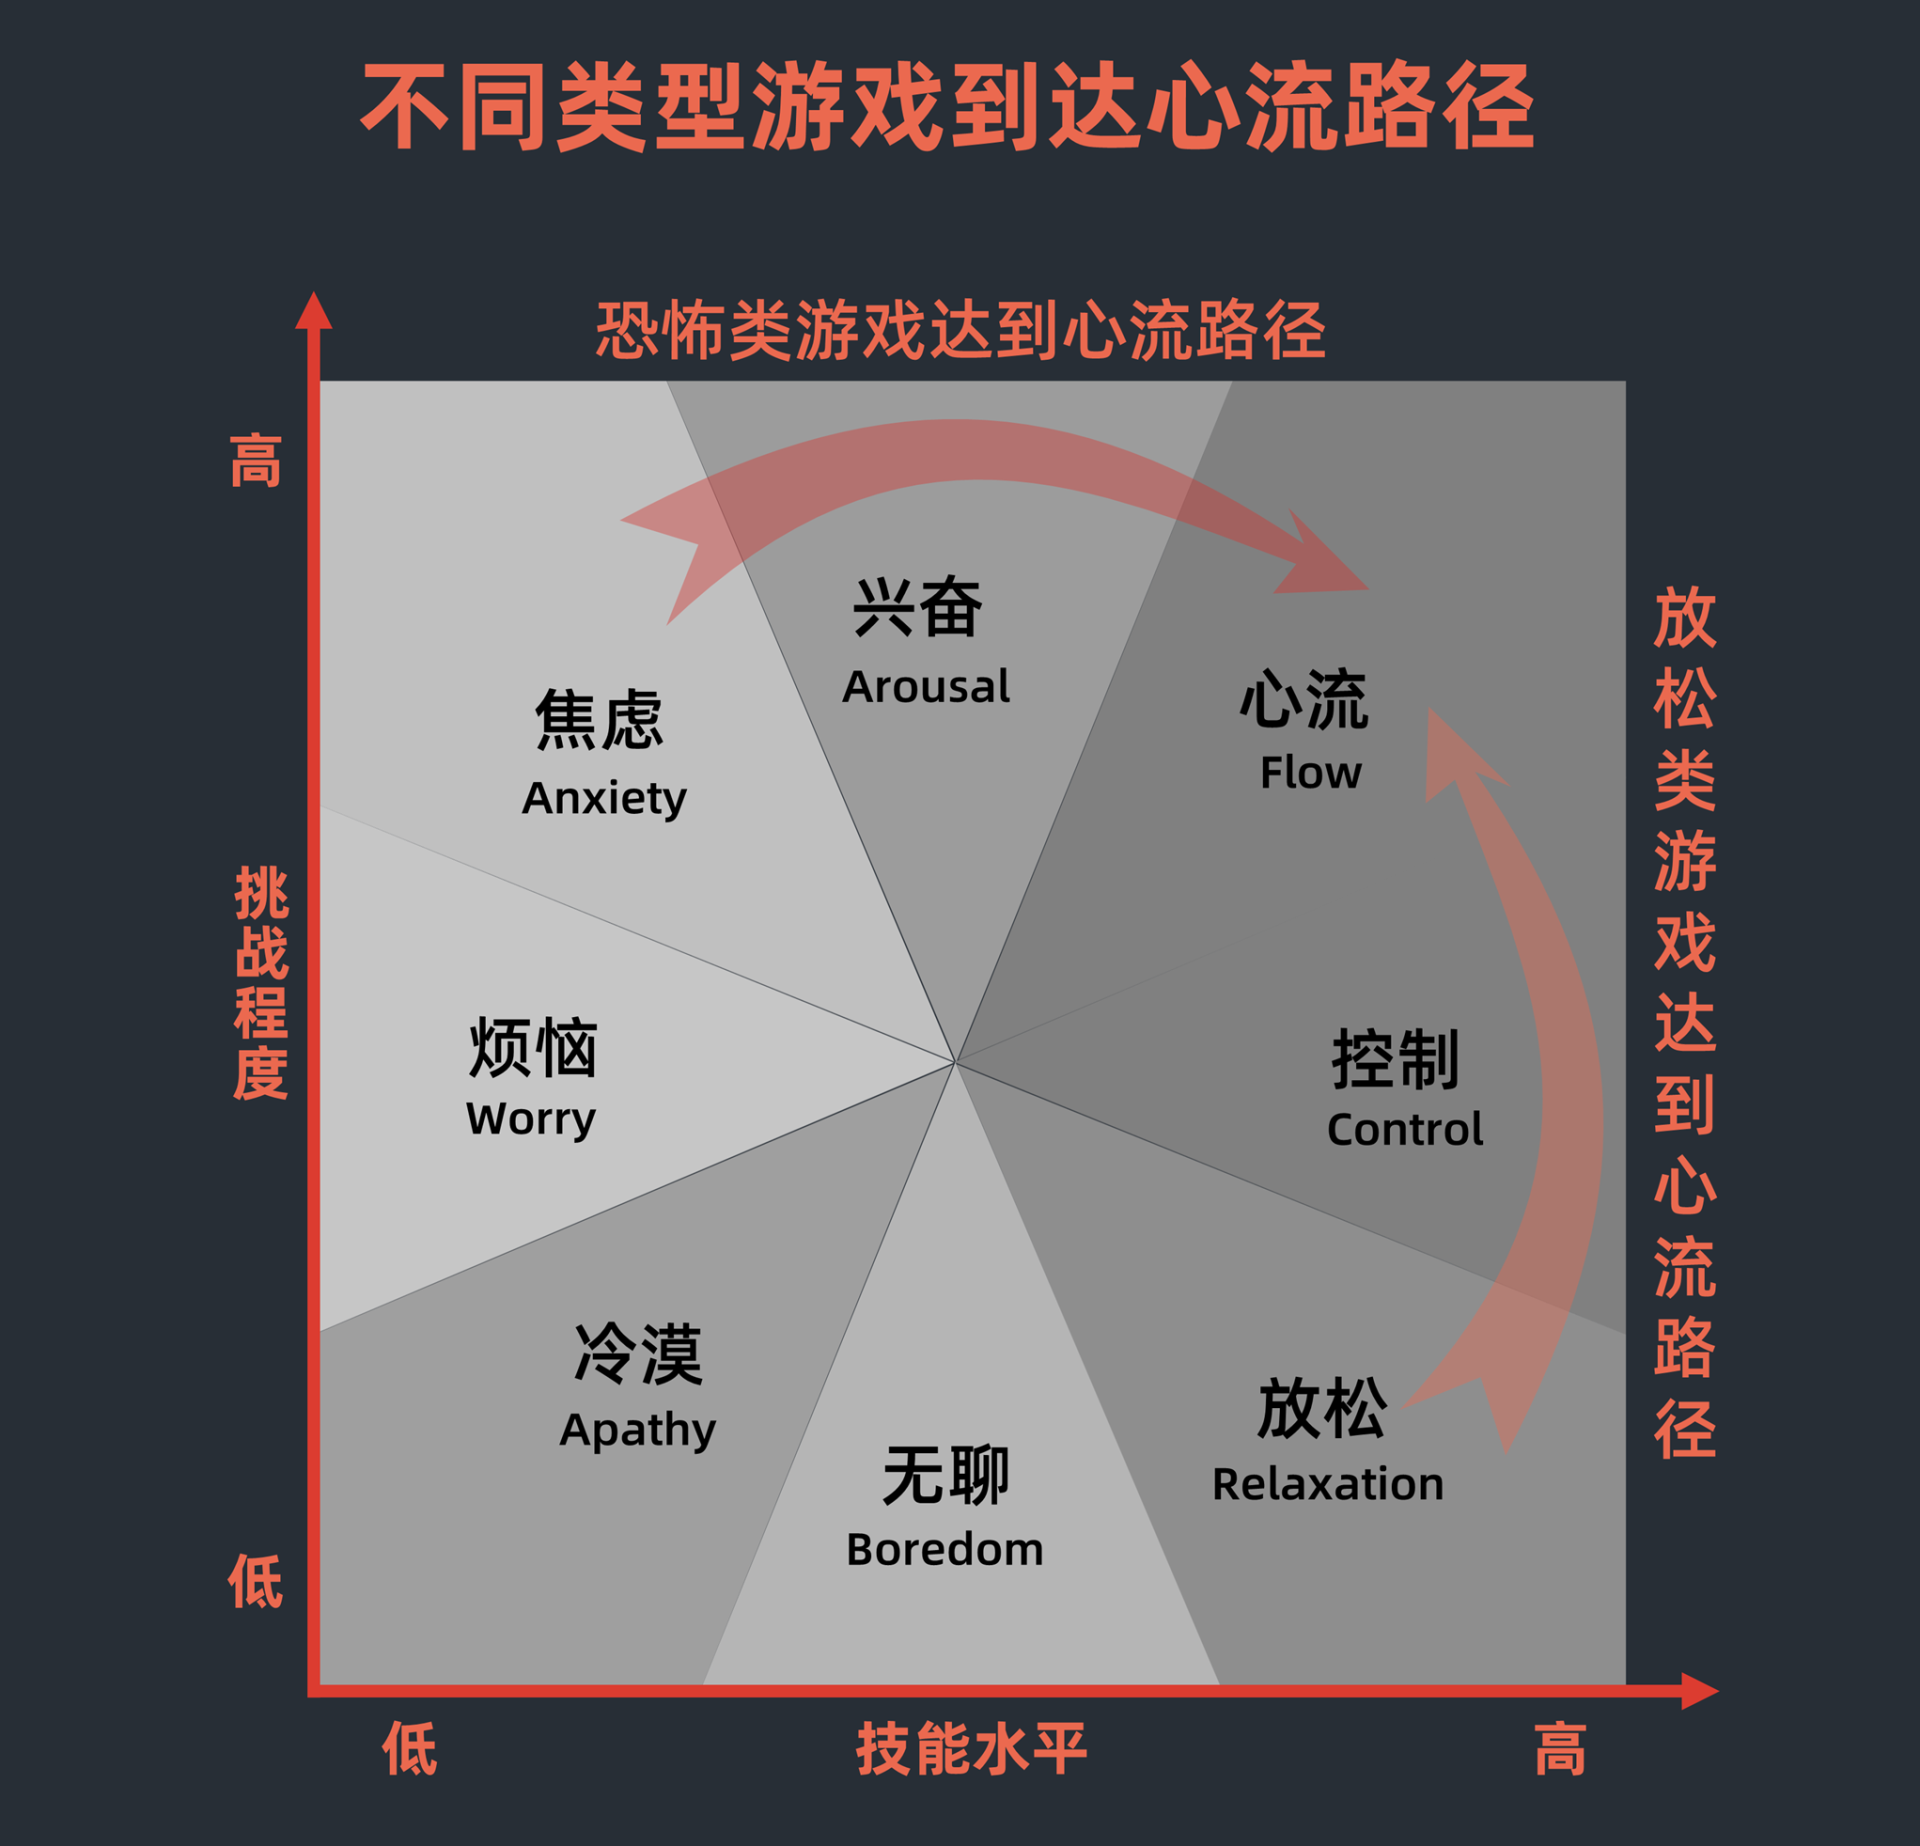 不同类型游戏到达心流路径
恐怖类游戏达到心流路径
高
兴奋
Arousal
焦虑
Anxiety
心流
Flow
放松类游戏达到心流路径
挑战程度
烦恼
Worry
控制
Control
冷漠
Apathy
放松
Relaxation
无聊
Boredom
低
低
技能水平
高